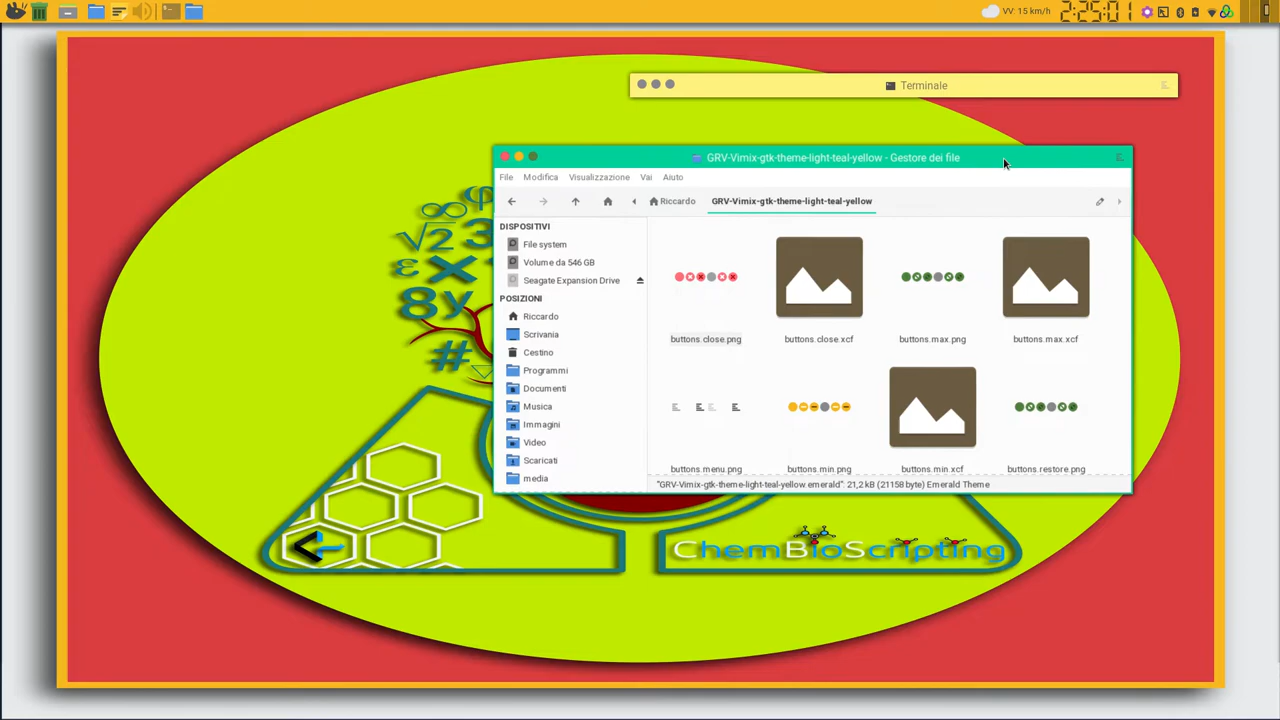 VV: 15 km/h 2:25:01
Terminale
GRV-Vimix-gtk-theme-light-teal-yellow - Gestore dei file
File Modifica Visualizzazione Vai Aiuto
Riccardo GRV-Vimix-gtk-theme-light-teal-yellow
DISPOSITIVI
File system
Volume da 546 GB
Seagate Expansion Drive
POSIZIONI
Riccardo
Scrivania
Cestino
Programmi
Documenti
Musica
Immagini
Video
Scaricati
media
buttons.close.png buttons.close.xcf buttons.max.png buttons.max.xcf
buttons.menu.png buttons.min.png buttons.min.xcf buttons.restore.png
"GRV-Vimix-gtk-theme-light-teal-yellow.emerald": 21,2 kB (21158 byte) Emerald Theme
∞ φ
√2 3
ε x
8y
#
ChemBioScripting